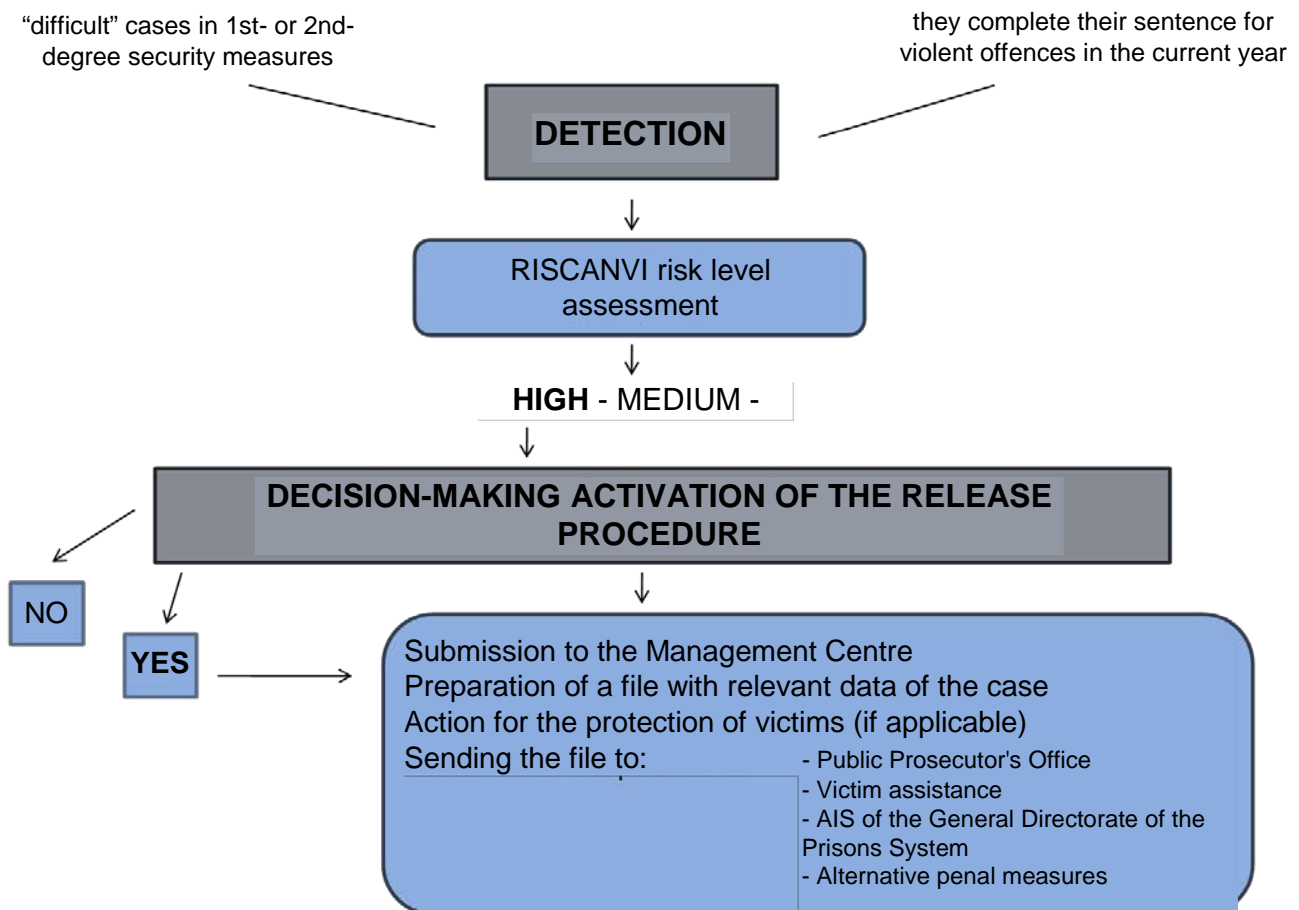 “difficult” cases in 1st- or 2nd-
degree security measures
they complete their sentence for
violent offences in the current year
DETECTION
RISCANVI risk level
assessment
HIGH - MEDIUM -
DECISION-MAKING ACTIVATION OF THE RELEASE
PROCEDURE
NO
YES
Submission to the Management Centre
Preparation of a file with relevant data of the case
Action for the protection of victims (if applicable)
Sending the file to:
- Public Prosecutor's Office
- Victim assistance
- AIS of the General Directorate of the
Prisons System
- Alternative penal measures